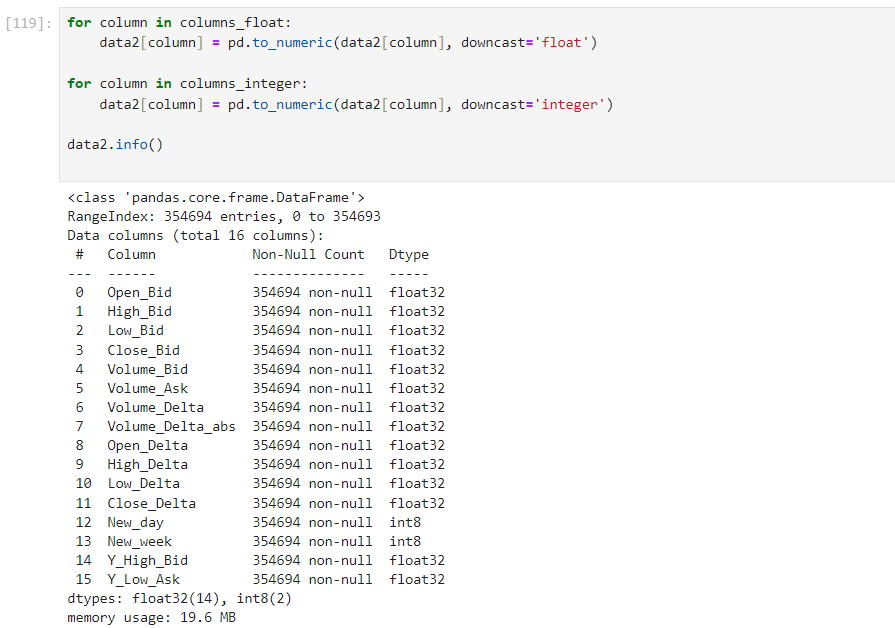 [119]: for column in columns_float:
data2[column] = pd.to_numeric(data2[column], downcast='float')
for column in columns_integer:
data2[column] = pd.to_numeric(data2[column], downcast='integer')
data2.info()
<class 'pandas.core.frame.DataFrame'>
RangeIndex: 354694 entries, 0 to 354693
Data columns (total 16 columns):
# Column Non-Null Count Dtype
--- ------ -------------- -----
0 Open_Bid 354694 non-null float32
1 High_Bid 354694 non-null float32
2 Low_Bid 354694 non-null float32
3 Close_Bid 354694 non-null float32
4 Volume_Bid 354694 non-null float32
5 Volume_Ask 354694 non-null float32
6 Volume_Delta 354694 non-null float32
7 Volume_Delta_abs 354694 non-null float32
8 Open_Delta 354694 non-null float32
9 High_Delta 354694 non-null float32
10 Low_Delta 354694 non-null float32
11 Close_Delta 354694 non-null float32
12 New_day 354694 non-null int8
13 New_week 354694 non-null int8
14 Y_High_Bid 354694 non-null float32
15 Y_Low_Ask 354694 non-null float32
dtypes: float32(14), int8(2)
memory usage: 19.6 MB